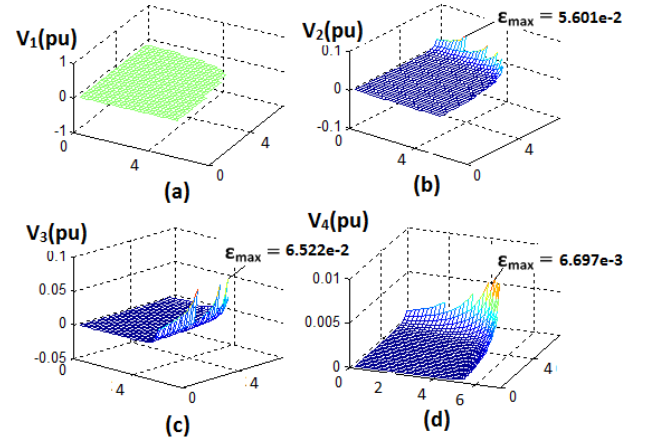 V1(pu)
1
0
-1
0
4
0
4
(a)
V2(pu)
εmax = 5.601e-2
0.1
0
-0.1
0
4
0
4
(b)
V3(pu)
εmax = 6.522e-2
0.1
0.05
0
-0.05
0
4
0
4
(c)
V4(pu)
εmax = 6.697e-3
0.01
0.005
0
0
2
4
6
0
4
(d)